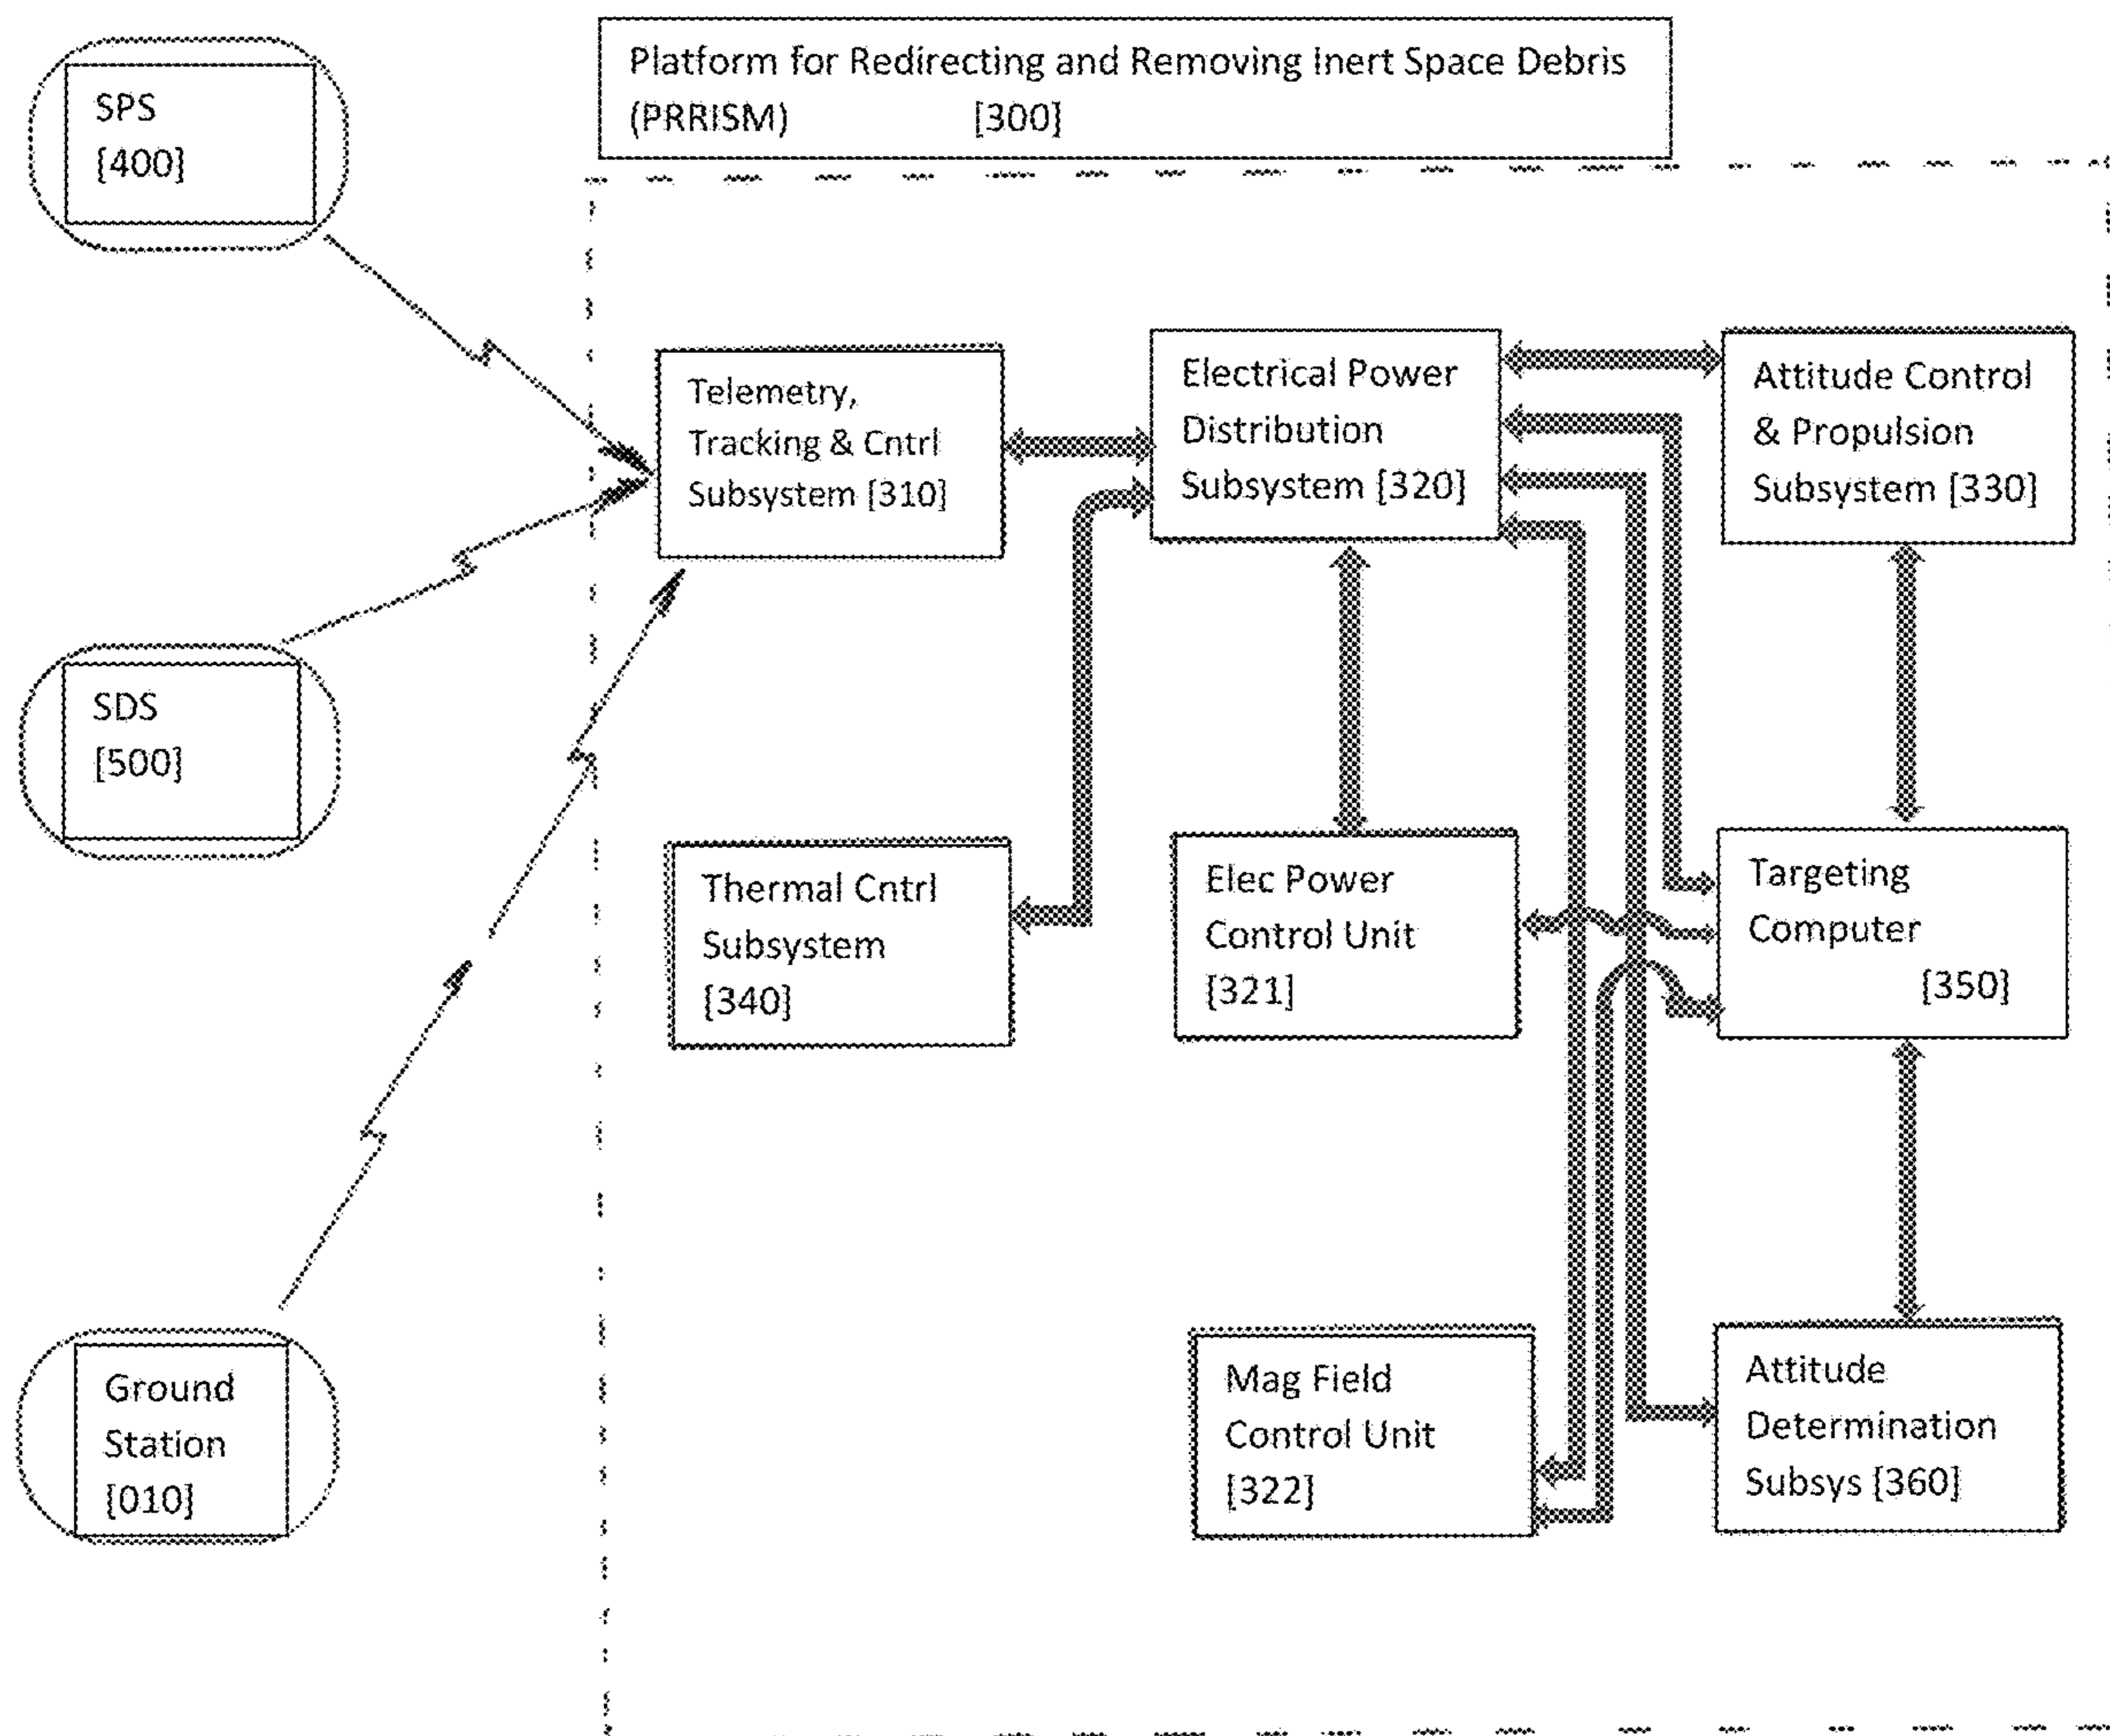 Platform for Redirecting and Removing Inert Space Debris
(PRRISM) [300]
SPS
[400]
Telemetry,
Tracking & Cntrl
Subsystem [310]
Electrical Power
Distribution
Subsystem [320]
Attitude Control
& Propulsion
Subsystem [330]
SDS
[500]
Thermal Cntrl
Subsystem
[340]
Elec Power
Control Unit
[321]
Targeting
Computer
[350]
Ground
Station
[010]
Mag Field
Control Unit
[322]
Attitude
Determination
Subsys [360]